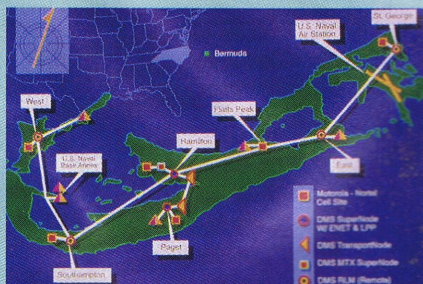 St. George
U.S. Naval
Air Station
Bermuda
West
Flatts Peak
Hamilton
U.S. Naval
Base Annex
East
Paget
Southampton
Motorola - Nortel
Cell Site
DMS SuperNode
W/ ENET & LPP
DMS TransportNode
DMS MTX SuperNode
DMS RLM (Remote)